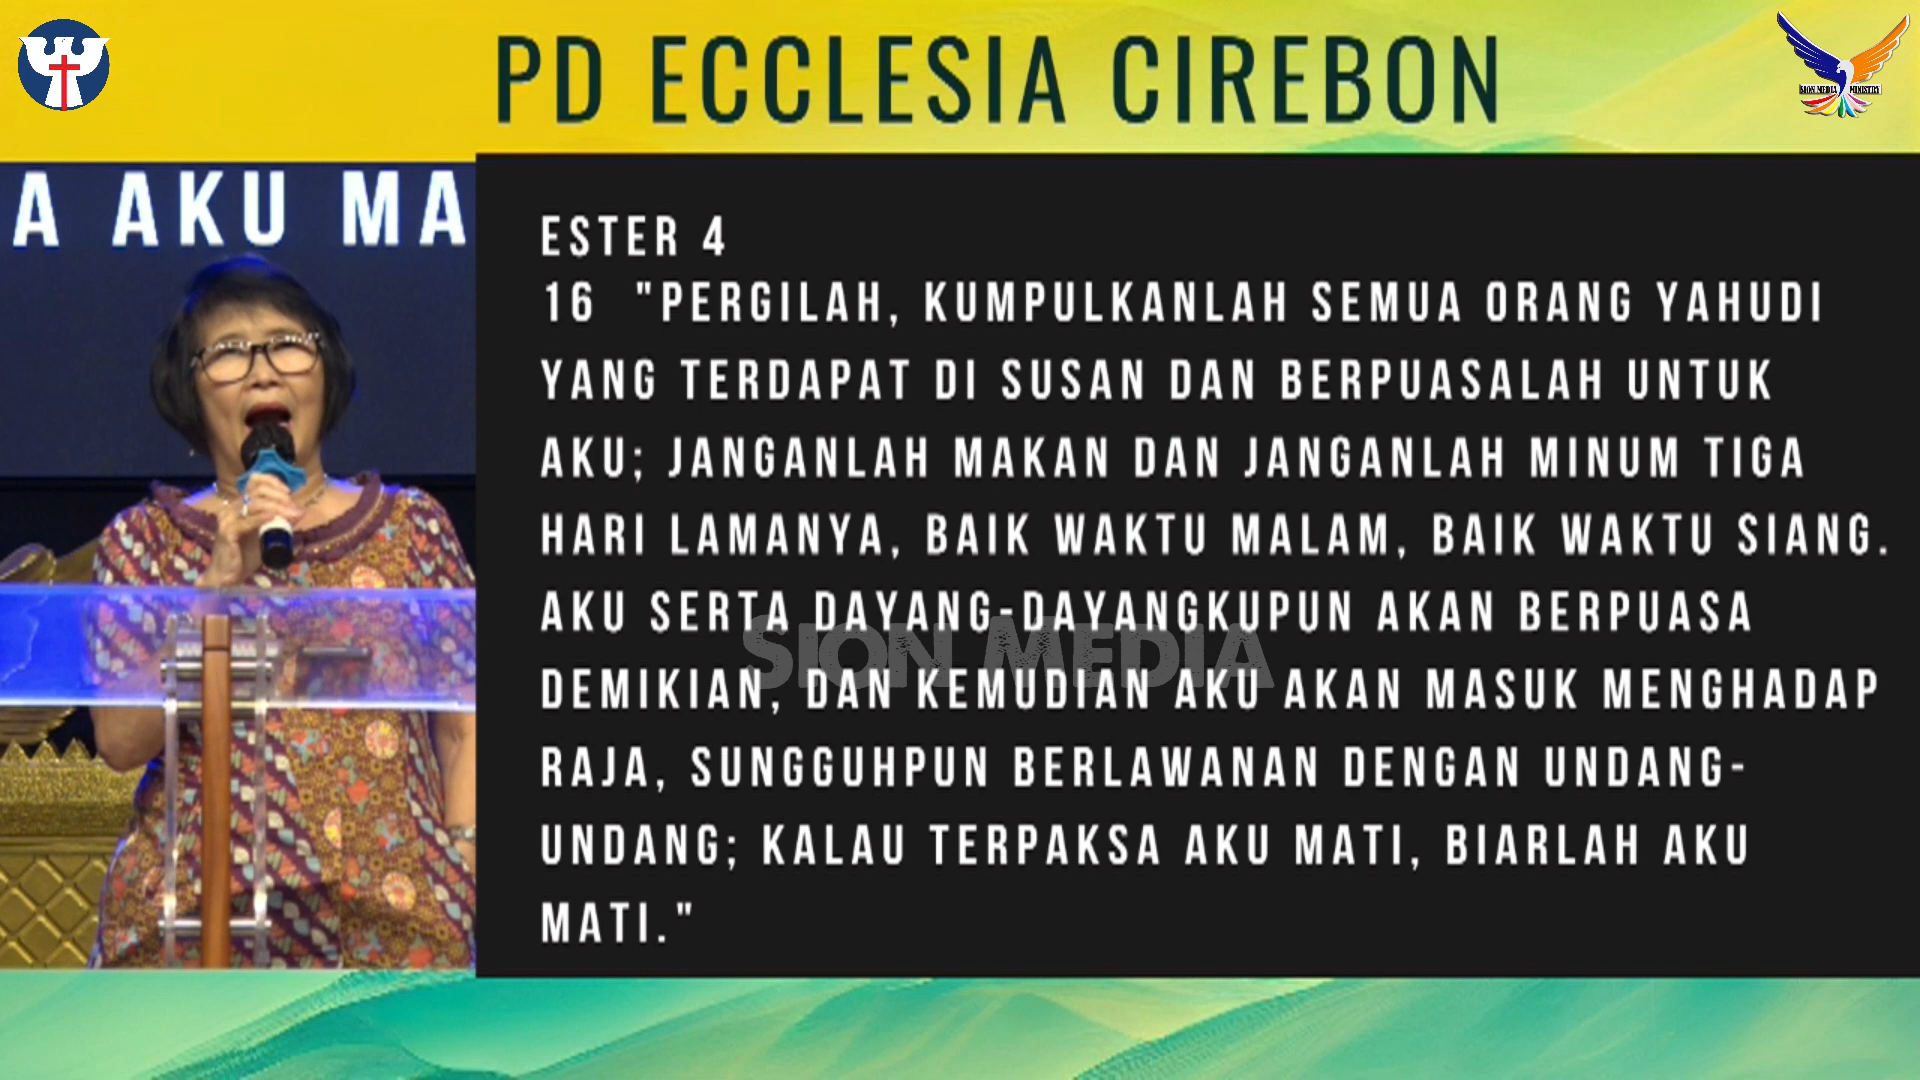 PD ECCLESIA CIREBON
SION MEDIA MINISTRY
A AKU MA
ESTER 4
16 "PERGILAH, KUMPULKANLAH SEMUA ORANG YAHUDI
YANG TERDAPAT DI SUSAN DAN BERPUASALAH UNTUK
AKU; JANGANLAH MAKAN DAN JANGANLAH MINUM TIGA
HARI LAMANYA, BAIK WAKTU MALAM, BAIK WAKTU SIANG.
AKU SERTA DAYANG-DAYANGKUPUN AKAN BERPUASA
SION MEDIA
DEMIKIAN, DAN KEMUDIAN AKU AKAN MASUK MENGHADAP
RAJA, SUNGGUHPUN BERLAWANAN DENGAN UNDANG-
UNDANG; KALAU TERPAKSA AKU MATI, BIARLAH AKU
MATI."